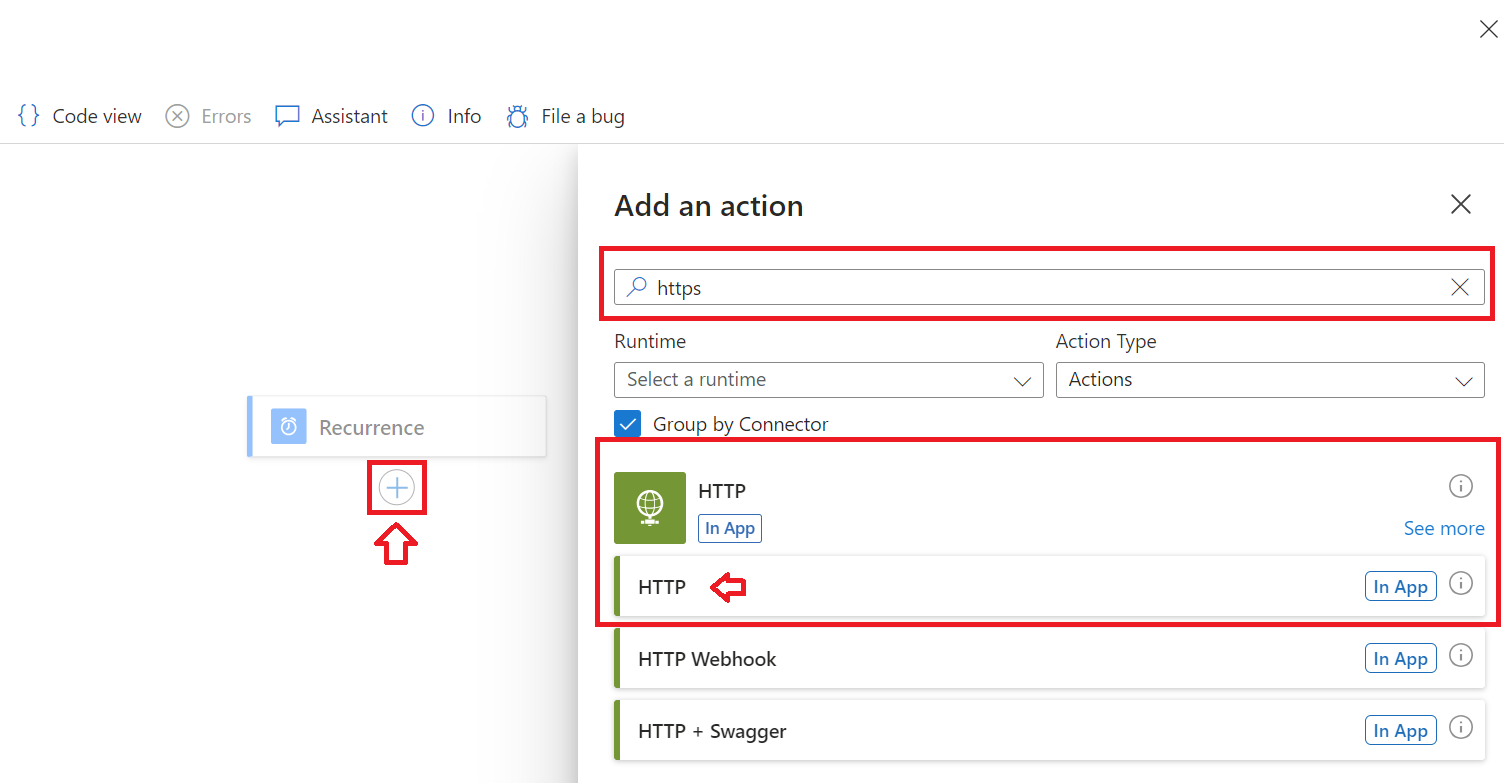 {} Code view Errors Assistant Info File a bug
Add an action
https
Runtime Action Type
Select a runtime Actions
Recurrence
Group by Connector
HTTP
In App
See more
HTTP In App
HTTP Webhook In App
HTTP + Swagger In App